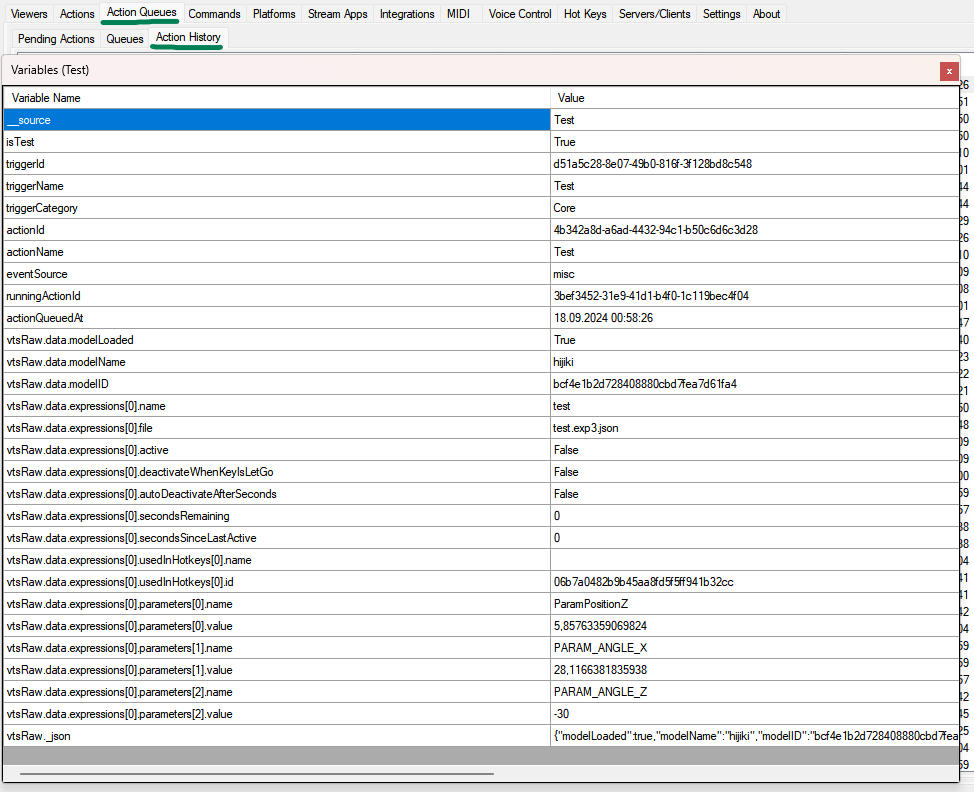 Viewers Actions Action Queues Commands Platforms Stream Apps Integrations MIDI Voice Control Hot Keys Servers/Clients Settings About
Pending Actions Queues Action History
Variables (Test) x
Variable Name Value
__source Test
isTest True
triggerId d51a5c28-8e07-49b0-816f-3f128bd8c548
triggerName Test
triggerCategory Core
actionId 4b342a8d-a6ad-4432-94c1-b50c6d6c3d28
actionName Test
eventSource misc
runningActionId 3bef3452-31e9-41d1-b4f0-1c119bec4f04
actionQueuedAt 18.09.2024 00:58:26
vtsRaw.data.modelLoaded True
vtsRaw.data.modelName hijiki
vtsRaw.data.modelID bcf4e1b2d728408880cbd7fea7d61fa4
vtsRaw.data.expressions[0].name test
vtsRaw.data.expressions[0].file test.exp3.json
vtsRaw.data.expressions[0].active False
vtsRaw.data.expressions[0].deactivateWhenKeyIsLetGo False
vtsRaw.data.expressions[0].autoDeactivateAfterSeconds False
vtsRaw.data.expressions[0].secondsRemaining 0
vtsRaw.data.expressions[0].secondsSinceLastActive 0
vtsRaw.data.expressions[0].usedInHotkeys[0].name
vtsRaw.data.expressions[0].usedInHotkeys[0].id 06b7a0482b9b45aa8fd5f5ff941b32cc
vtsRaw.data.expressions[0].parameters[0].name ParamPositionZ
vtsRaw.data.expressions[0].parameters[0].value 5,85763359069824
vtsRaw.data.expressions[0].parameters[1].name PARAM_ANGLE_X
vtsRaw.data.expressions[0].parameters[1].value 28,1166381835938
vtsRaw.data.expressions[0].parameters[2].name PARAM_ANGLE_Z
vtsRaw.data.expressions[0].parameters[2].value -30
vtsRaw._json {"modelLoaded":true,"modelName":"hijiki","modelID":"bcf4e1b2d728408880cbd7fea